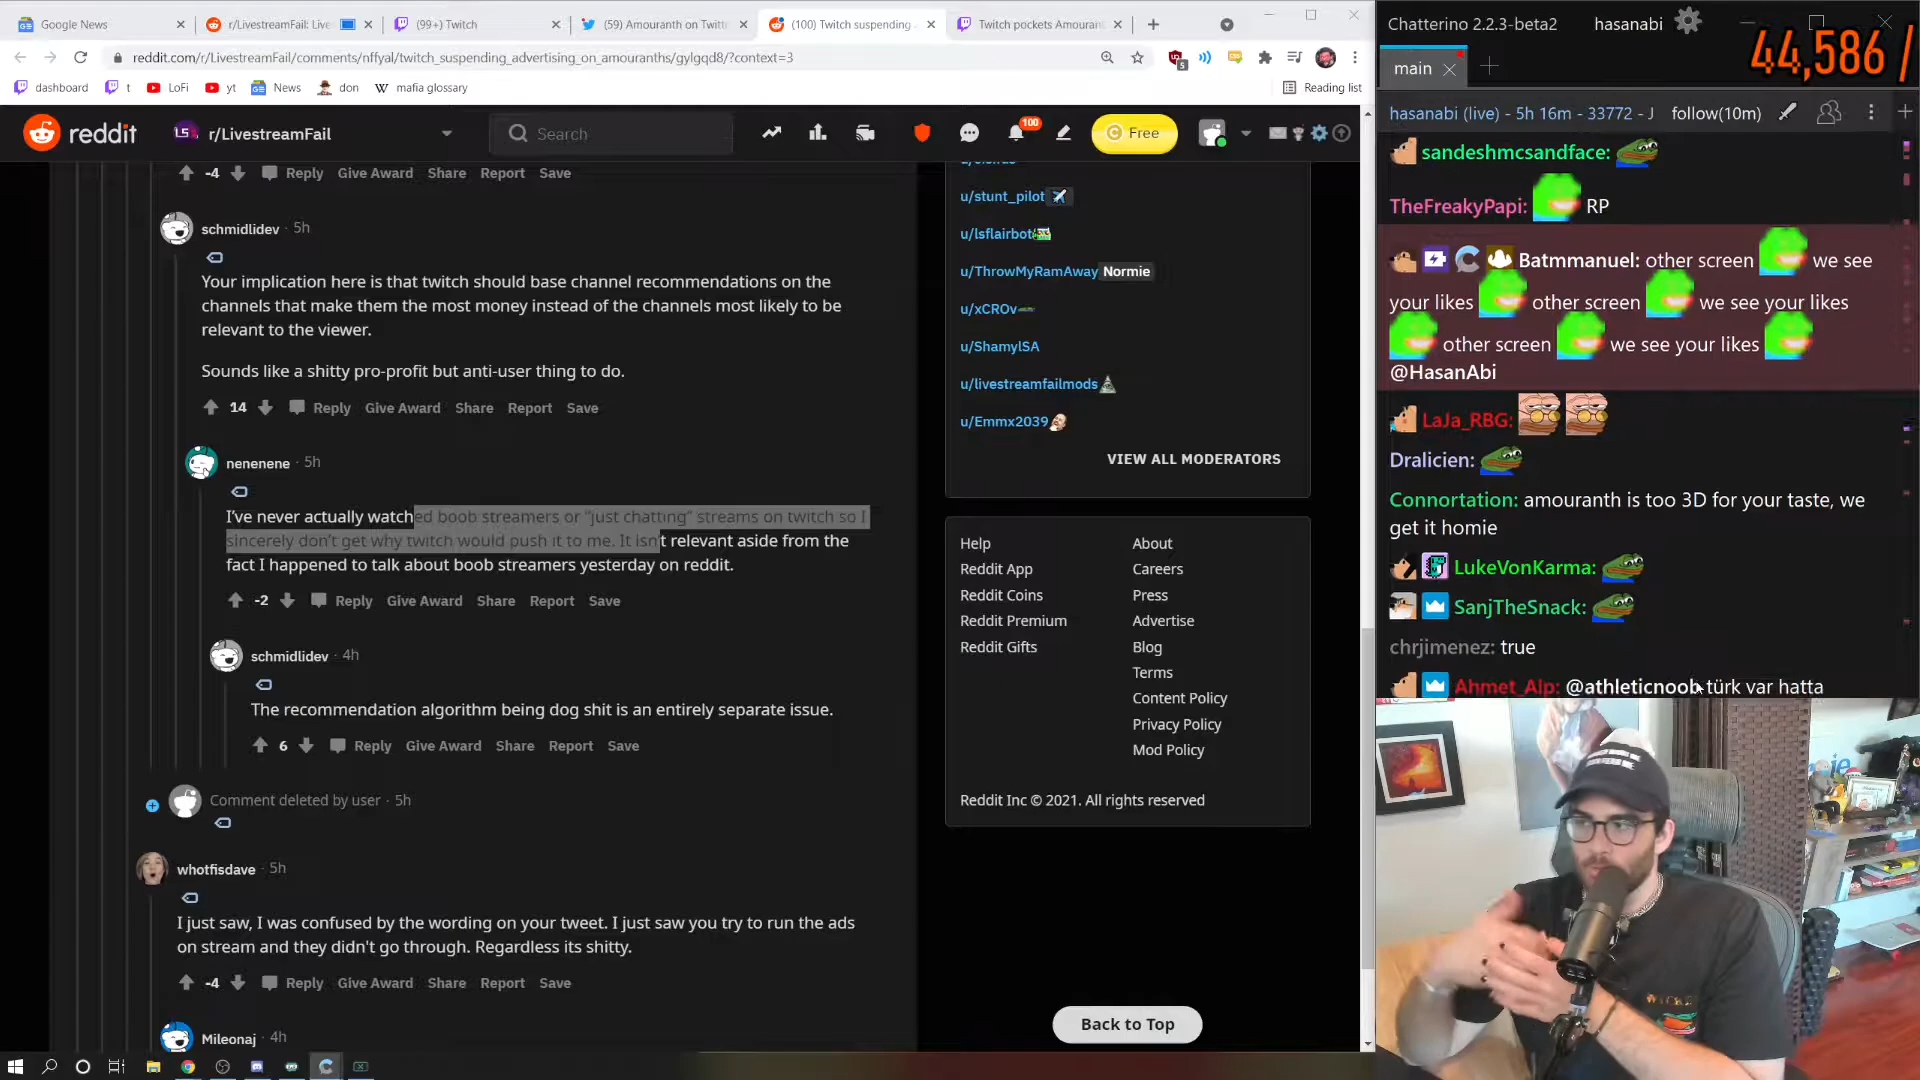 Google News
r/LivestreamFail: Live
(99+) Twitch
(59) Amouranth on Twitt
(100) Twitch suspending
Twitch pockets Amouran
reddit.com/r/LivestreamFail/comments/nffyal/twitch_suspending_advertising_on_amouranths/gylgqd8/?context=3
dashboard
t
LoFi
yt
News
don
mafia glossary
Reading list
reddit
r/LivestreamFail
Search
100
Free
-4 Reply Give Award Share Report Save
schmidlidev · 5h
Your implication here is that twitch should base channel recommendations on the
channels that make them the most money instead of the channels most likely to be
relevant to the viewer.
Sounds like a shitty pro-profit but anti-user thing to do.
14 Reply Give Award Share Report Save
nenenene · 5h
I've never actually watched boob streamers or "just chatting" streams on twitch so I
sincerely don't get why twitch would push it to me. It isn't relevant aside from the
fact I happened to talk about boob streamers yesterday on reddit.
-2 Reply Give Award Share Report Save
schmidlidev · 4h
The recommendation algorithm being dog shit is an entirely separate issue.
6 Reply Give Award Share Report Save
Comment deleted by user · 5h
whotfisdave · 5h
I just saw, I was confused by the wording on your tweet. I just saw you try to run the ads
on stream and they didn't go through. Regardless its shitty.
-4 Reply Give Award Share Report Save
Mileonaj · 4h
u/stunt_pilot
u/lsflairbot
u/ThrowMyRamAway Normie
u/xCROv
u/ShamylSA
u/livestreamfailmods
u/Emmx2039
VIEW ALL MODERATORS
Help
About
Reddit App
Careers
Reddit Coins
Press
Reddit Premium
Advertise
Reddit Gifts
Blog
Terms
Content Policy
Privacy Policy
Mod Policy
Reddit Inc © 2021. All rights reserved
Back to Top
Chatterino 2.2.3-beta2
hasanabi
44,586 /
main
hasanabi (live) - 5h 16m - 33772 - J
follow(10m)
sandeshmcsandface:
TheFreakyPapi: RP
Batmmanuel: other screen we see
your likes other screen we see your likes
other screen we see your likes
@HasanAbi
LaJa_RBG:
Dralicien:
Connortation: amouranth is too 3D for your taste, we
get it homie
LukeVonKarma:
SanjTheSnack:
chrjimenez: true
Ahmet_Alp: @athleticnoob türk var hatta